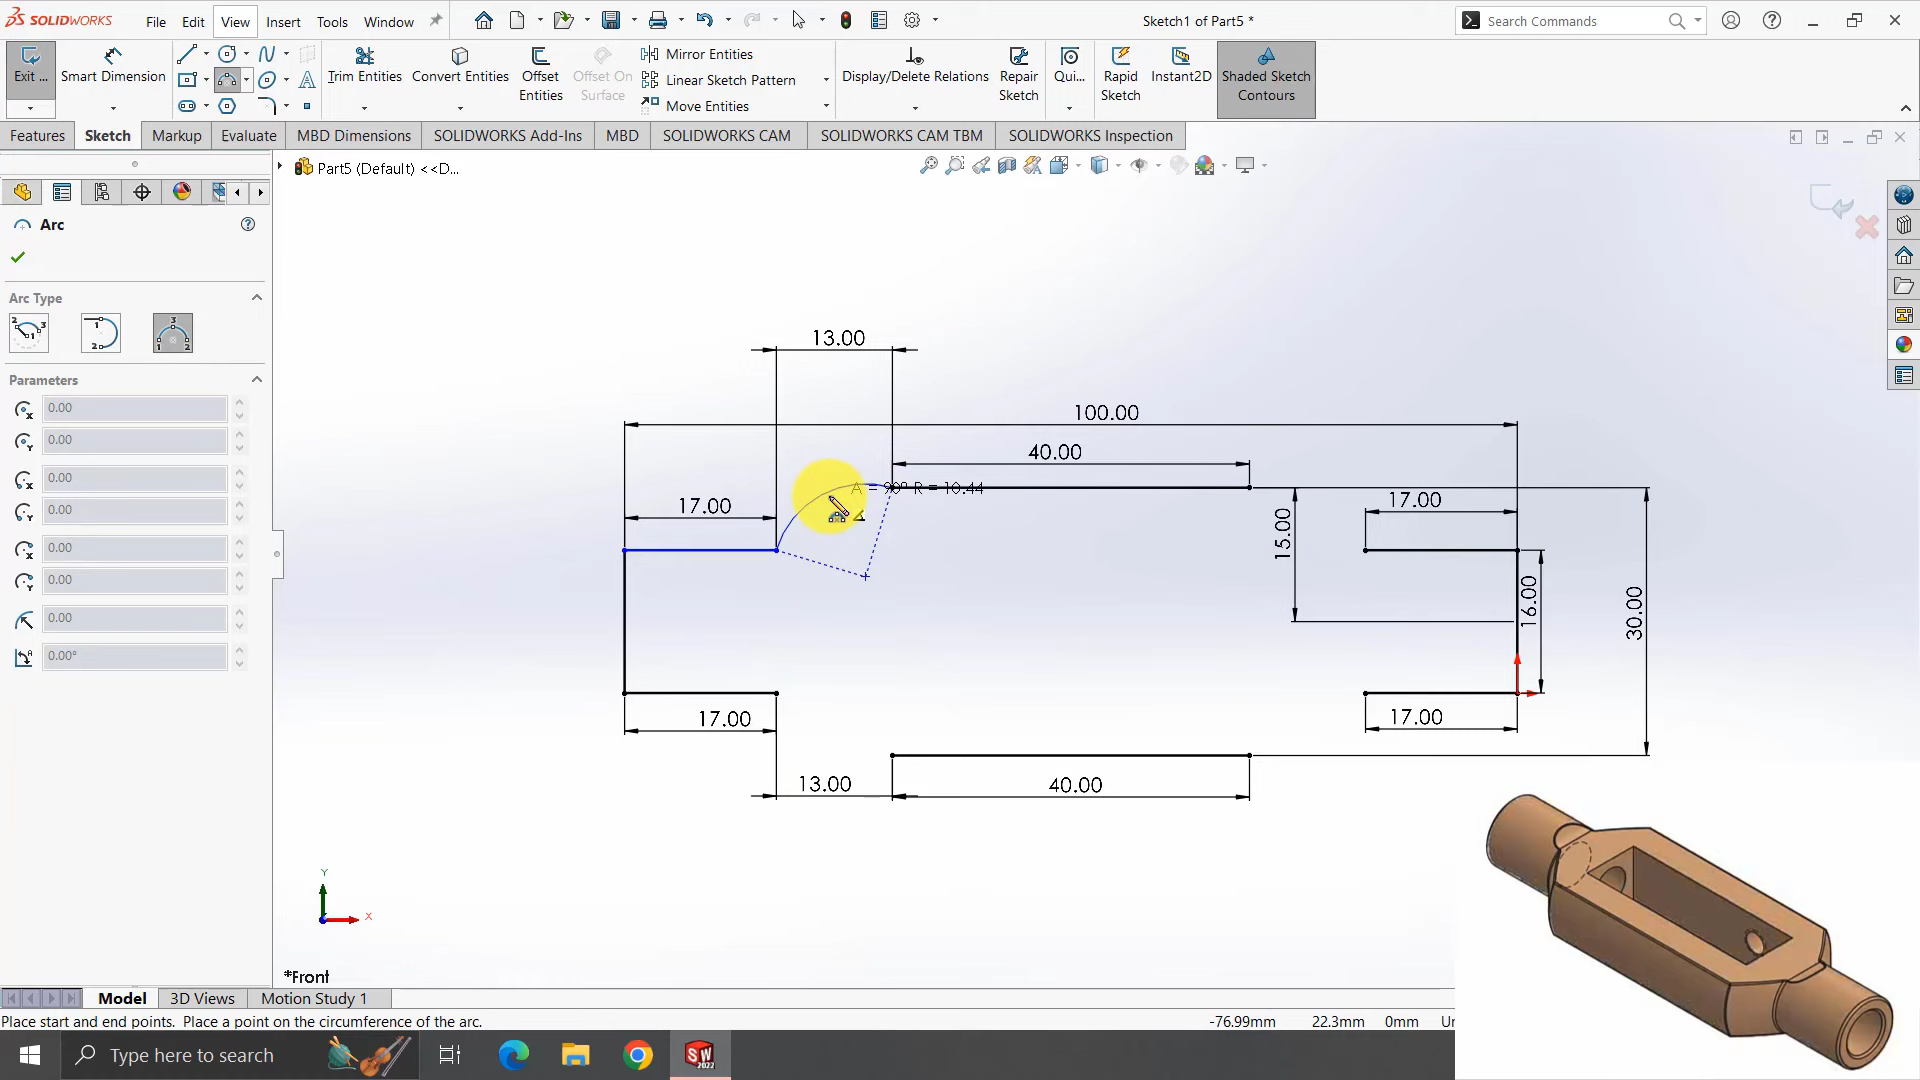 SOLIDWORKS File Edit View Insert Tools Window Sketch1 of Part5 * Search Commands
Exit ... Smart Dimension Trim Entities Convert Entities Offset Entities Offset On Surface Mirror Entities Linear Sketch Pattern Move Entities Display/Delete Relations Repair Sketch Qui... Rapid Sketch Instant2D Shaded Sketch Contours
Features Sketch Markup Evaluate MBD Dimensions SOLIDWORKS Add-Ins MBD SOLIDWORKS CAM SOLIDWORKS CAM TBM SOLIDWORKS Inspection
Part5 (Default) <<D...
Arc
Arc Type
Parameters
0.00
0.00
0.00
0.00
0.00
0.00
0.00
0.00°
13.00
100.00
40.00
A = 90° R = 10.44
17.00
17.00
15.00
16.00
30.00
17.00
17.00
13.00
40.00
Y
X
*Front
Model 3D Views Motion Study 1
Place start and end points. Place a point on the circumference of the arc. -76.99mm 22.3mm 0mm
Type here to search
SW 2022